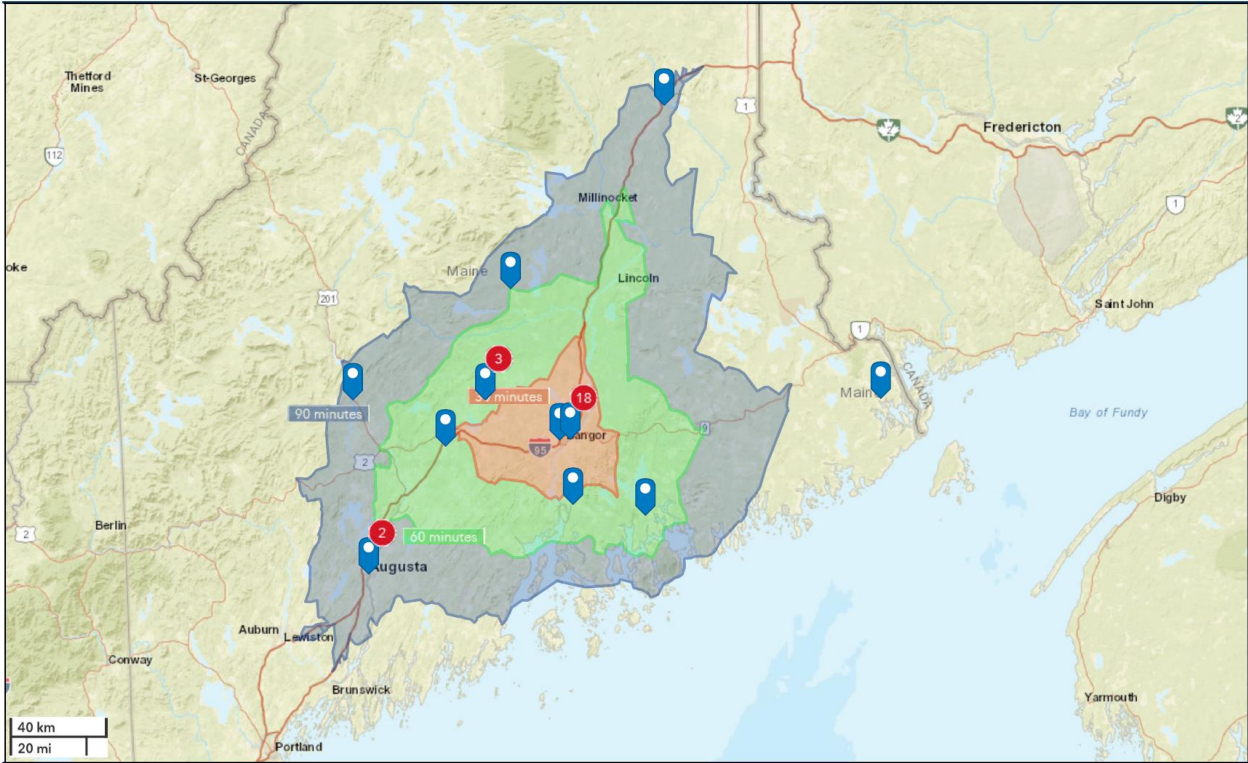 Thetford
Mines
St-Georges
CANADA
1
2
Fredericton
2
112
Millinocket
1
oke
Maine
Lincoln
201
Saint John
1
3
CANADA
Maine
30 minutes
18
90 minutes
Bay of Fundy
Bangor
9
95
2
Digby
Berlin
2
2
60 minutes
Augusta
Auburn
Lewiston
Conway
Brunswick
Yarmouth
40 km
20 mi
Portland